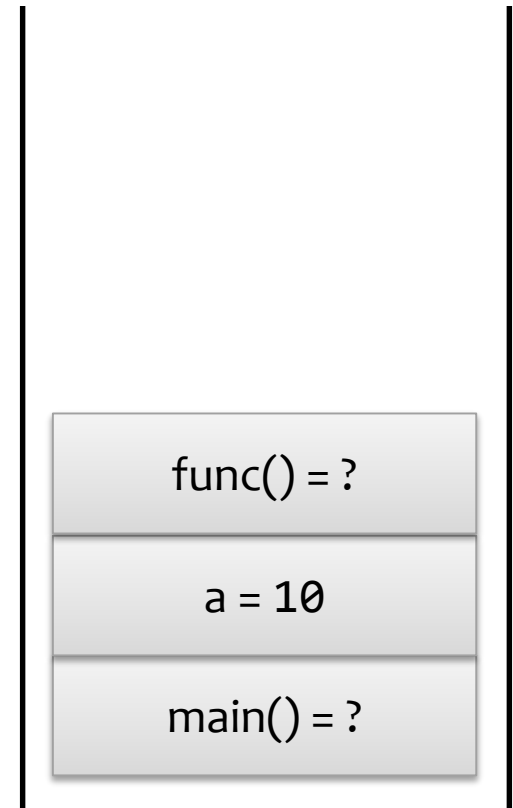 func() = ?
a = 10
main() = ?